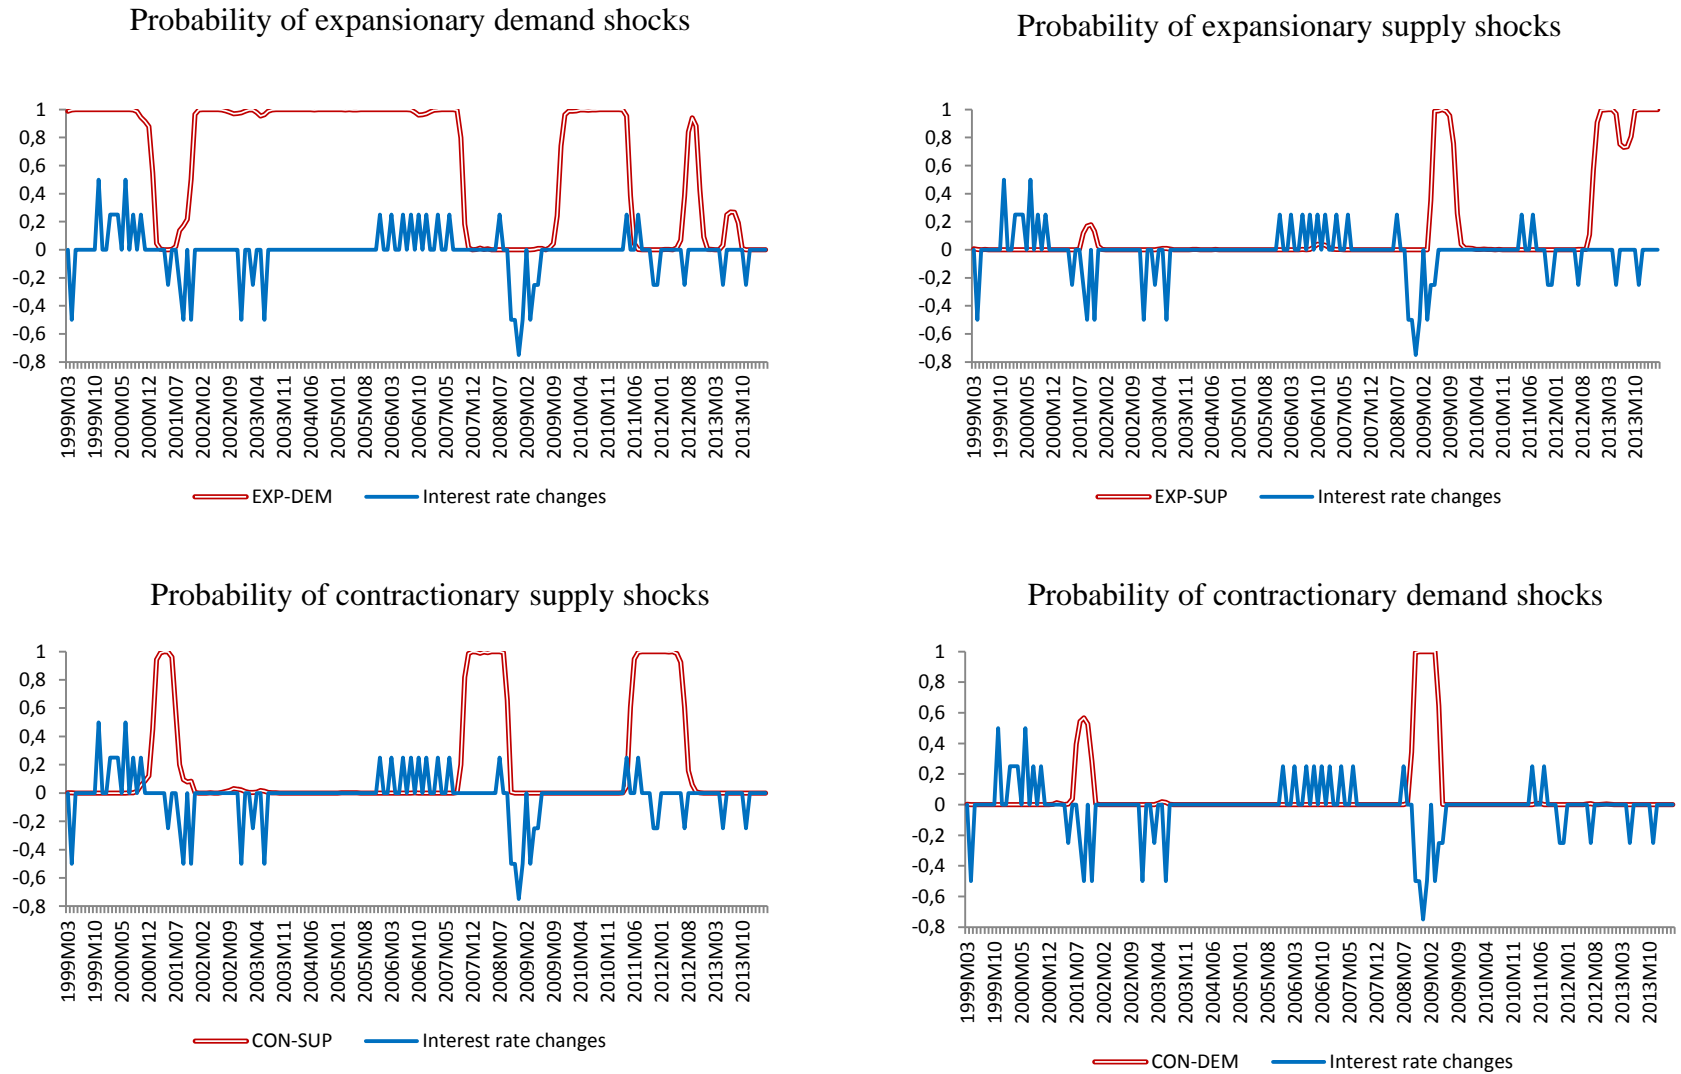 Probability of expansionary demand shocks
1
0,8
0,6
0,4
0,2
0
-0,2
-0,4
-0,6
-0,8
1999M03
1999M10
2000M05
2000M12
2001M07
2002M02
2002M09
2003M04
2003M11
2004M06
2005M01
2005M08
2006M03
2006M10
2007M05
2007M12
2008M07
2009M02
2009M09
2010M04
2010M11
2011M06
2012M01
2012M08
2013M03
2013M10
EXP-DEM Interest rate changes
Probability of expansionary supply shocks
1
0,8
0,6
0,4
0,2
0
-0,2
-0,4
-0,6
-0,8
1999M03
1999M10
2000M05
2000M12
2001M07
2002M02
2002M09
2003M04
2003M11
2004M06
2005M01
2005M08
2006M03
2006M10
2007M05
2007M12
2008M07
2009M02
2009M09
2010M04
2010M11
2011M06
2012M01
2012M08
2013M03
2013M10
EXP-SUP Interest rate changes
Probability of contractionary supply shocks
1
0,8
0,6
0,4
0,2
0
-0,2
-0,4
-0,6
-0,8
1999M03
1999M10
2000M05
2000M12
2001M07
2002M02
2002M09
2003M04
2003M11
2004M06
2005M01
2005M08
2006M03
2006M10
2007M05
2007M12
2008M07
2009M02
2009M09
2010M04
2010M11
2011M06
2012M01
2012M08
2013M03
2013M10
CON-SUP Interest rate changes
Probability of contractionary demand shocks
1
0,8
0,6
0,4
0,2
0
-0,2
-0,4
-0,6
-0,8
1999M03
1999M10
2000M05
2000M12
2001M07
2002M02
2002M09
2003M04
2003M11
2004M06
2005M01
2005M08
2006M03
2006M10
2007M05
2007M12
2008M07
2009M02
2009M09
2010M04
2010M11
2011M06
2012M01
2012M08
2013M03
2013M10
CON-DEM Interest rate changes